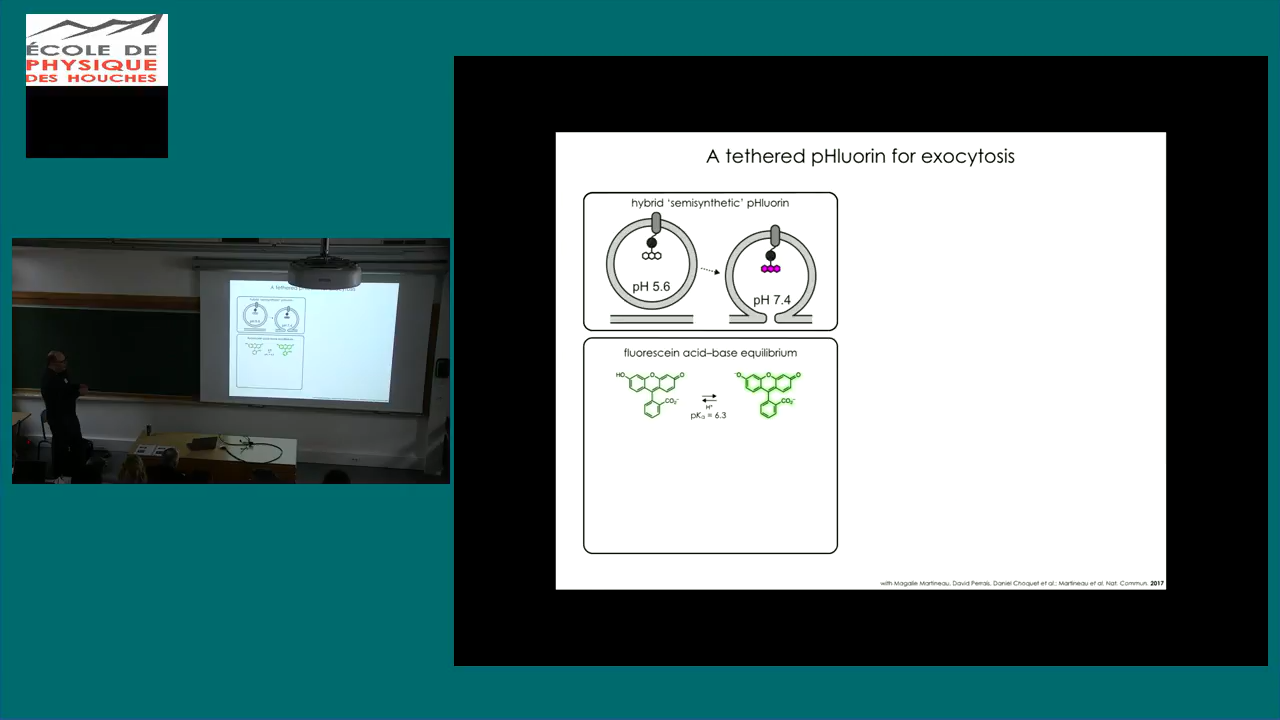 ÉCOLE DE
PHYSIQUE
DES HOUCHES
A tethered pHluorin for exocytosis
hybrid 'semisynthetic' pHluorin
pH 5.6
pH 7.4
fluorescein acid–base equilibrium
HO
O
O
CO₂⁻
H⁺
pKₐ = 6.3
⁻O
O
O
CO₂⁻
with Magalie Martineau, David Perrais, Daniel Choquet et al.; Martineau et al. Nat. Commun. 2017